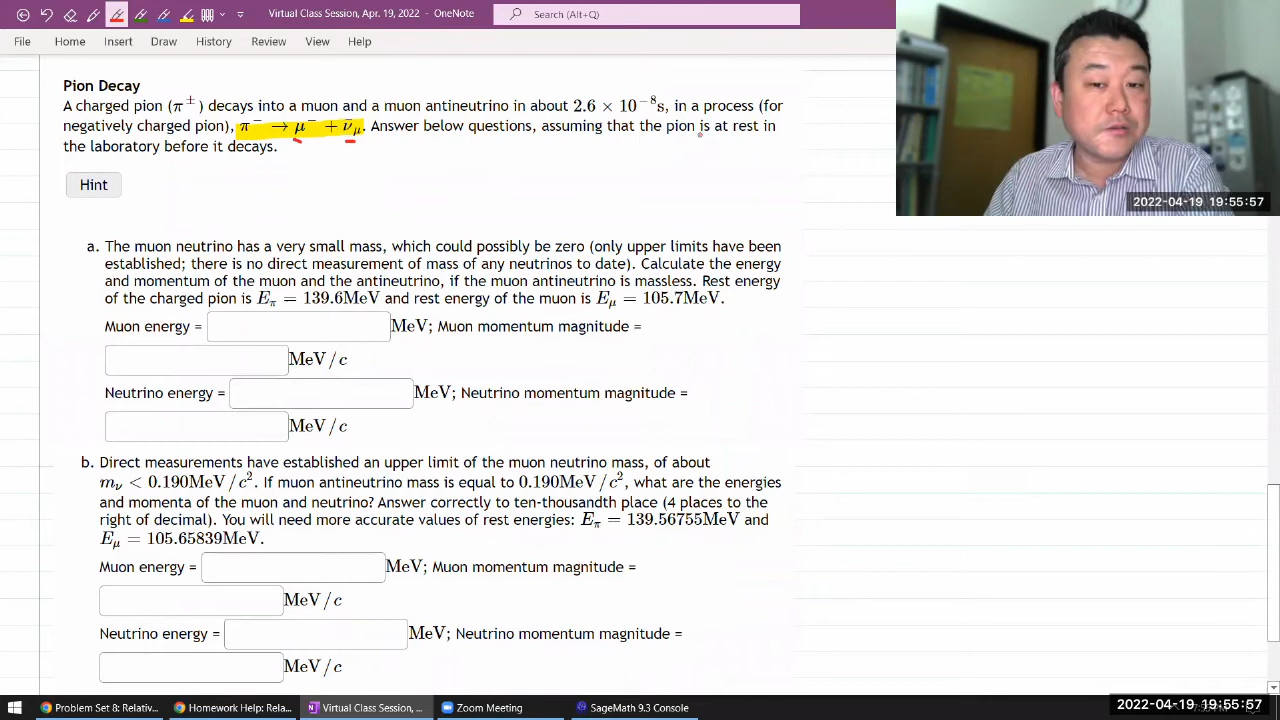 Virtual Class Session, Apr. 19, 2022 - OneNote
Search (Alt+Q)
File Home Insert Draw History Review View Help
Pion Decay
A charged pion (π±) decays into a muon and a muon antineutrino in about 2.6 × 10⁻⁸s, in a process (for
negatively charged pion), π⁻ → μ⁻ + ν̄μ. Answer below questions, assuming that the pion is at rest in
the laboratory before it decays.
Hint
a. The muon neutrino has a very small mass, which could possibly be zero (only upper limits have been
established; there is no direct measurement of mass of any neutrinos to date). Calculate the energy
and momentum of the muon and the antineutrino, if the muon antineutrino is massless. Rest energy
of the charged pion is Eπ = 139.6MeV and rest energy of the muon is Eμ = 105.7MeV.
Muon energy = MeV; Muon momentum magnitude =
MeV/c
Neutrino energy = MeV; Neutrino momentum magnitude =
MeV/c
b. Direct measurements have established an upper limit of the muon neutrino mass, of about
mν < 0.190MeV/c². If muon antineutrino mass is equal to 0.190MeV/c², what are the energies
and momenta of the muon and neutrino? Answer correctly to ten-thousandth place (4 places to the
right of decimal). You will need more accurate values of rest energies: Eπ = 139.56755MeV and
Eμ = 105.65839MeV.
Muon energy = MeV; Muon momentum magnitude =
MeV/c
Neutrino energy = MeV; Neutrino momentum magnitude =
MeV/c
2022-04-19 19:55:57
Problem Set 8: Relativ... Homework Help: Rela... Virtual Class Session, ... Zoom Meeting SageMath 9.3 Console
2022-04-19 19:55:57